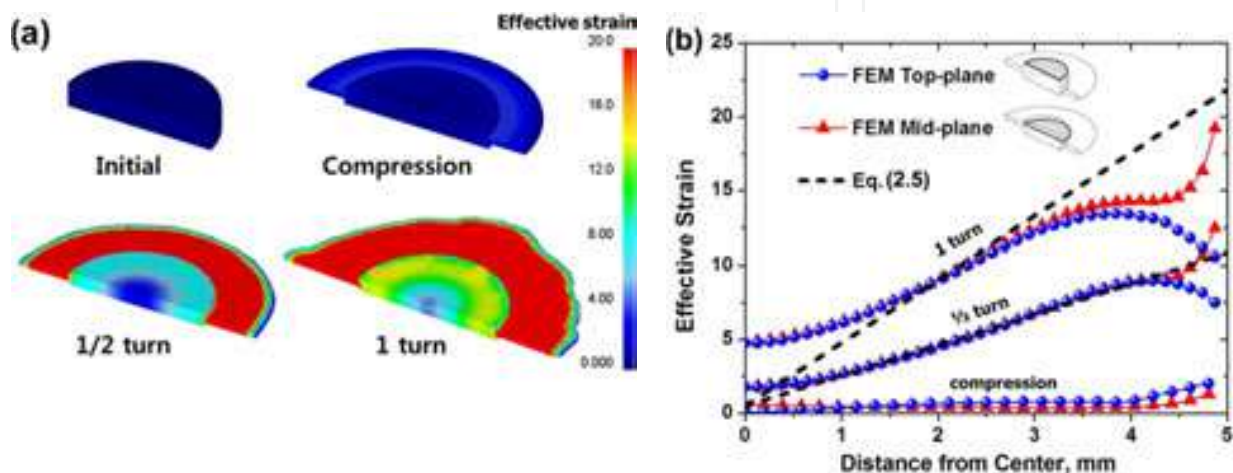 (a)
Effective strain
20.0
16.0
12.0
8.00
4.00
0.000
Initial
Compression
1/2 turn
1 turn
(b)
Effective Strain
25
20
15
10
5
0
FEM Top-plane
FEM Mid-plane
Eq. (2.5)
1 turn
½ turn
compression
0 1 2 3 4 5
Distance from Center, mm